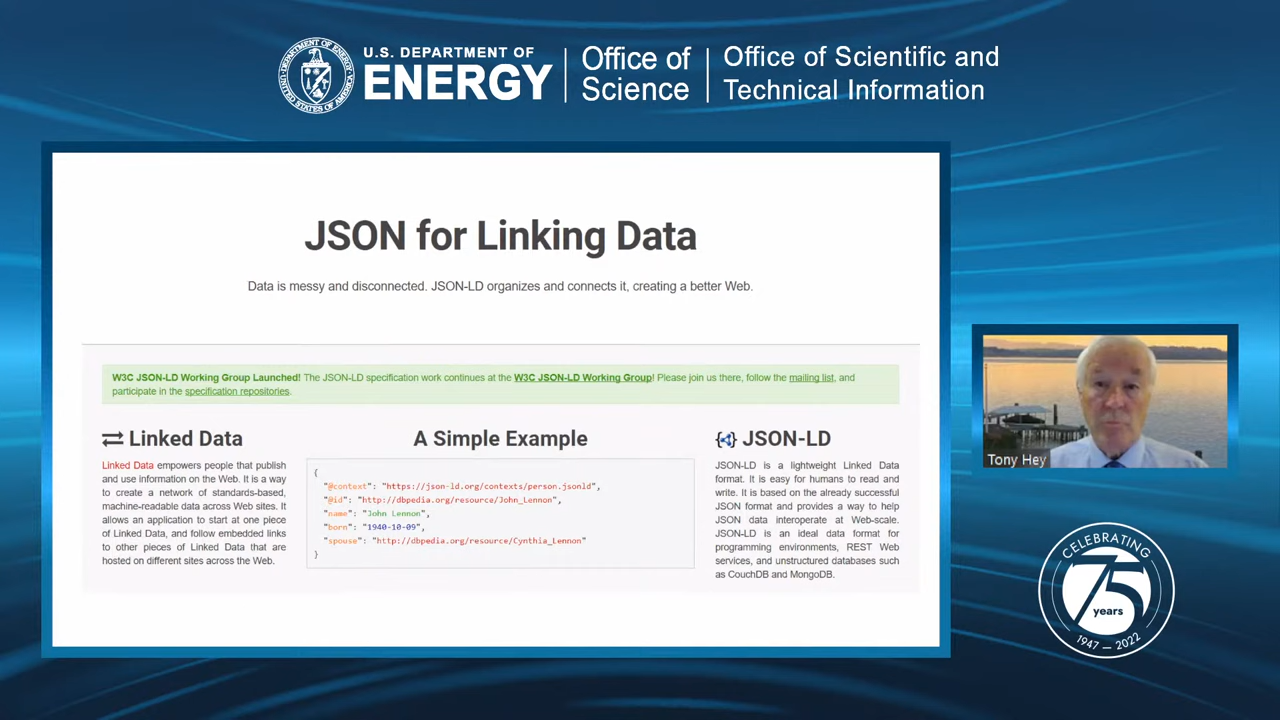 U.S. DEPARTMENT OF
ENERGY
Office of
Science
Office of Scientific and
Technical Information
JSON for Linking Data
Data is messy and disconnected. JSON-LD organizes and connects it, creating a better Web.
W3C JSON-LD Working Group Launched! The JSON-LD specification work continues at the W3C JSON-LD Working Group! Please join us there, follow the mailing list, and
participate in the specification repositories.
Linked Data
Linked Data empowers people that publish
and use information on the Web. It is a way
to create a network of standards-based,
machine-readable data across Web sites. It
allows an application to start at one piece
of Linked Data, and follow embedded links
to other pieces of Linked Data that are
hosted on different sites across the Web.
A Simple Example
{
"@context": "https://json-ld.org/contexts/person.jsonld",
"@id": "http://dbpedia.org/resource/John_Lennon",
"name": "John Lennon",
"born": "1940-10-09",
"spouse": "http://dbpedia.org/resource/Cynthia_Lennon"
}
JSON-LD
JSON-LD is a lightweight Linked Data
format. It is easy for humans to read and
write. It is based on the already successful
JSON format and provides a way to help
JSON data interoperate at Web-scale.
JSON-LD is an ideal data format for
programming environments, REST Web
services, and unstructured databases such
as CouchDB and MongoDB.
Tony Hey
CELEBRATING
75
years
1947 — 2022